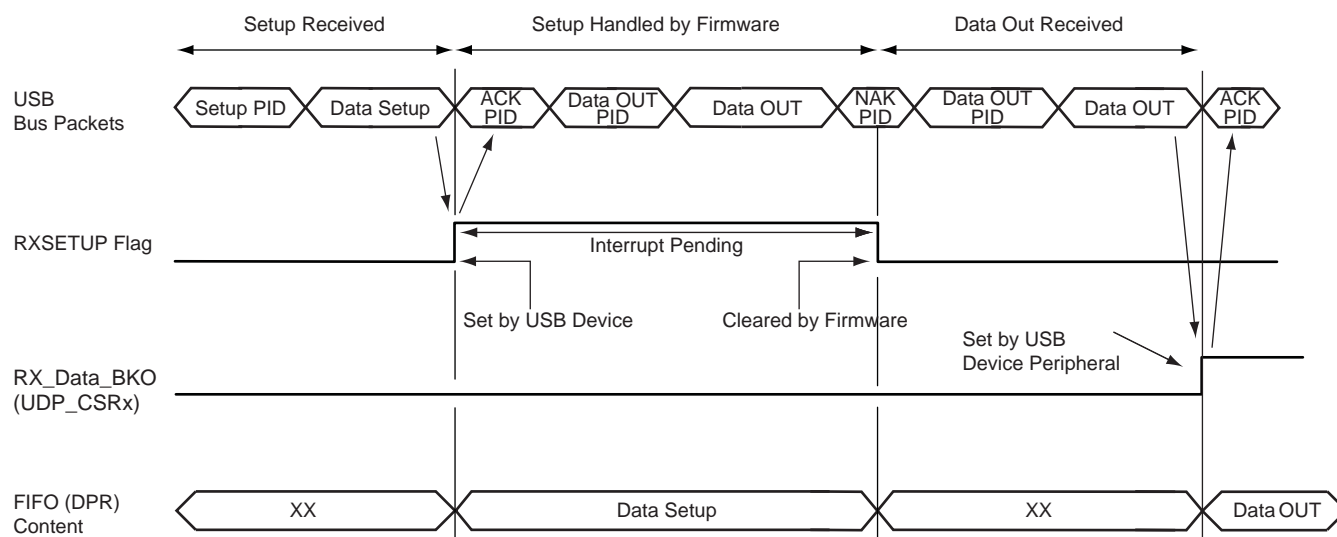 Setup Received
Setup Handled by Firmware
Data Out Received
USB
Bus Packets
Setup PID
Data Setup
ACK
PID
Data OUT
PID
Data OUT
NAK
PID
Data OUT
PID
Data OUT
ACK
PID
RXSETUP Flag
Interrupt Pending
Set by USB Device
Cleared by Firmware
Set by USB
Device Peripheral
RX_Data_BKO
(UDP_CSRx)
FIFO (DPR)
Content
XX
Data Setup
XX
Data OUT